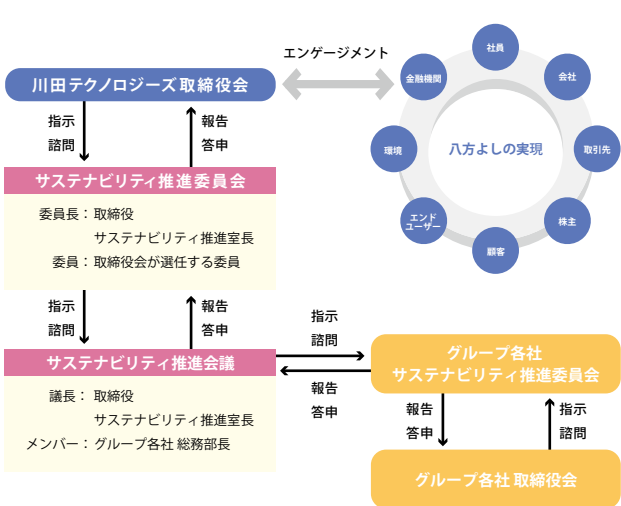 エンゲージメント
川田テクノロジーズ取締役会
指示
諮問
報告
答申
サステナビリティ推進委員会
委員長：取締役
サステナビリティ推進室長
委員：取締役会が選任する委員
指示
諮問
報告
答申
サステナビリティ推進会議
議長：取締役
サステナビリティ推進室長
メンバー：グループ各社 総務部長
社員
会社
取引先
株主
顧客
エンド
ユーザー
環境
金融機関
八方よしの実現
指示
諮問
報告
答申
グループ各社
サステナビリティ推進委員会
報告
答申
指示
諮問
グループ各社 取締役会